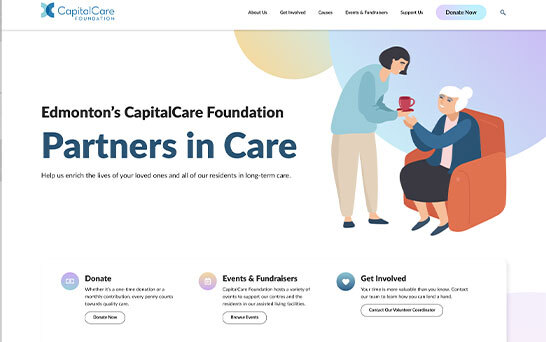 CapitalCare
FOUNDATION
About Us Get Involved Causes Events & Fundraisers Support Us Donate Now
Edmonton's CapitalCare Foundation
Partners in Care
Help us enrich the lives of your loved ones and all of our residents in long-term care.
Donate
Whether it's a one-time donation or a
monthly contribution, every penny counts
towards quality care.
Donate Now
Events & Fundraisers
CapitalCare Foundation hosts a variety of
events to support our centres and the
residents in our assisted living facilities.
Browse Events
Get Involved
Your time is more valuable than you know. Contact
our team to learn how you can lend a hand.
Contact Our Volunteer Coordinator